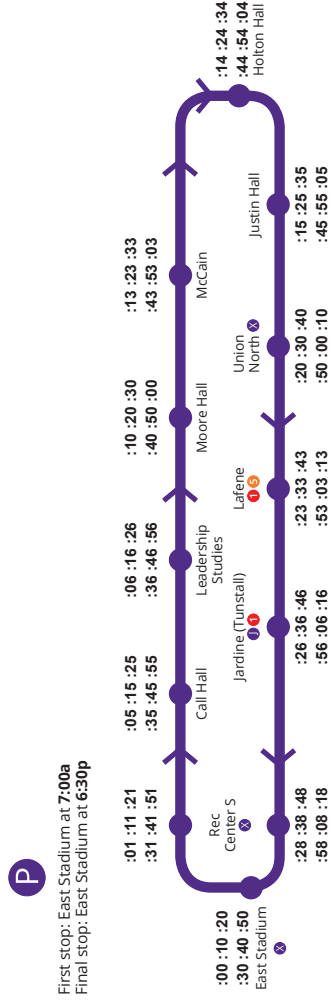 P
First stop: East Stadium at 7:00a
Final stop: East Stadium at 6:30p
:00 :10 :20
:30 :40 :50
East Stadium
X
:01 :11 :21
:31 :41 :51
Rec
Center S
X
:05 :15 :25
:35 :45 :55
Call Hall
:06 :16 :26
:36 :46 :56
Leadership
Studies
:10 :20 :30
:40 :50 :00
Moore Hall
:13 :23 :33
:43 :53 :03
McCain
:14 :24 :34
:44 :54 :04
Holton Hall
Justin Hall
:15 :25 :35
:45 :55 :05
Union
North X
:20 :30 :40
:50 :00 :10
Lafene
1 5
:23 :33 :43
:53 :03 :13
Jardine (Tunstall)
J 1
:26 :36 :46
:56 :06 :16
:28 :38 :48
:58 :08 :18